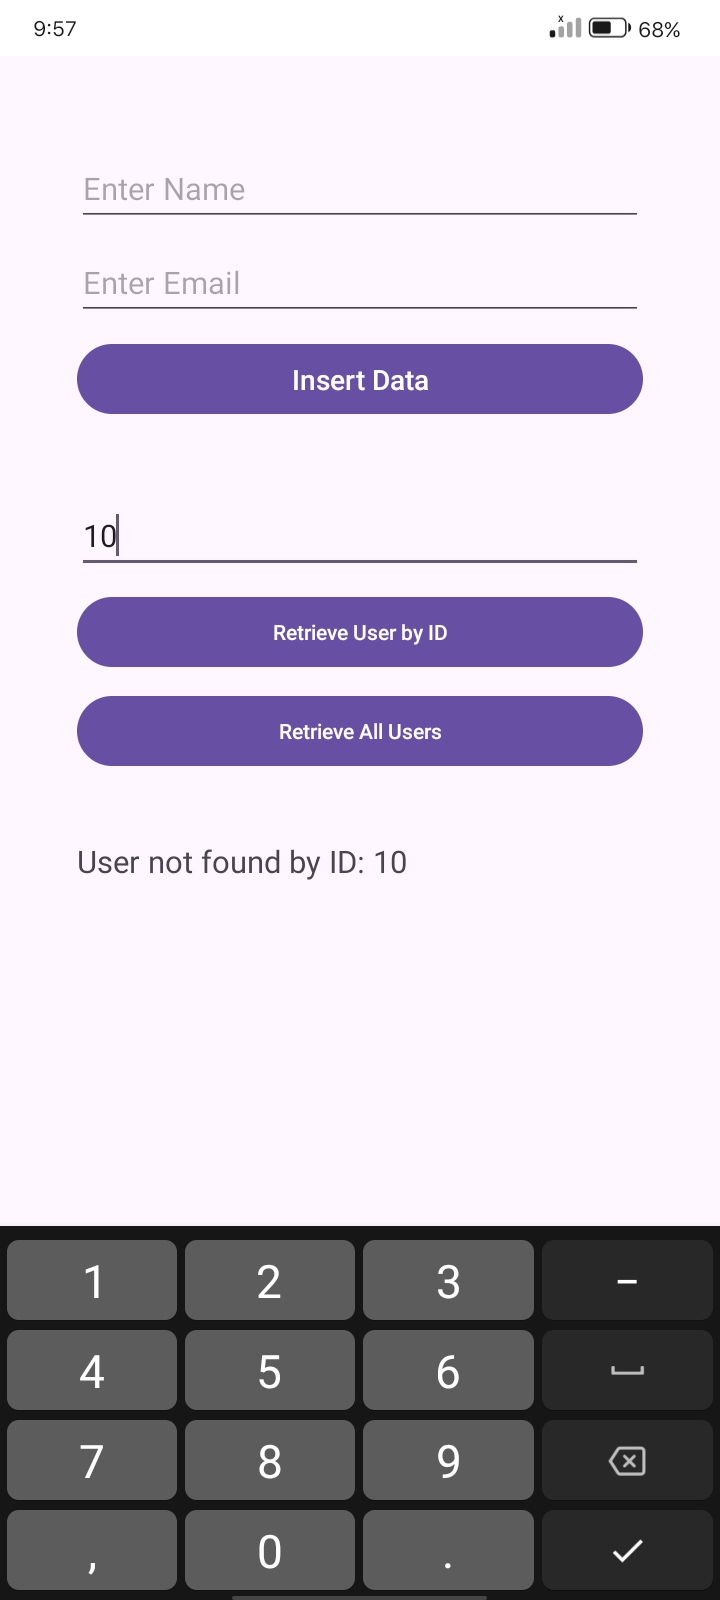 9:57
x
68%
Enter Name
Enter Email
Insert Data
10
Retrieve User by ID
Retrieve All Users
User not found by ID: 10
1 2 3 –
4 5 6
7 8 9
, 0 .